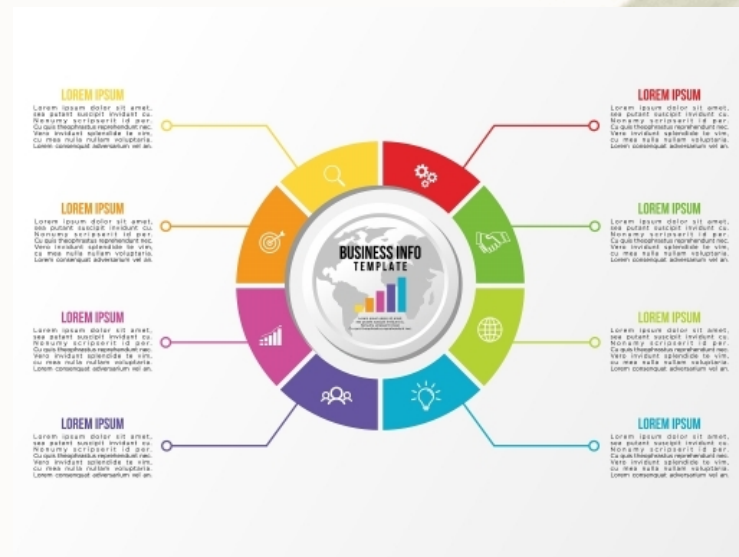 LOREM IPSUM
Lorem ipsum dolor sit amet,
sea putant suscipit invidunt cu.
Nonumy scripserit id per.
Cu quis theophrastus reprehendunt nec.
Vero invidunt splendide te vim,
cu mea nulla nullam voluptaria.
Lorem consequat adversarium vel an.
LOREM IPSUM
Lorem ipsum dolor sit amet,
sea putant suscipit invidunt cu.
Nonumy scripserit id per.
Cu quis theophrastus reprehendunt nec.
Vero invidunt splendide te vim,
cu mea nulla nullam voluptaria.
Lorem consequat adversarium vel an.
LOREM IPSUM
Lorem ipsum dolor sit amet,
sea putant suscipit invidunt cu.
Nonumy scripserit id per.
Cu quis theophrastus reprehendunt nec.
Vero invidunt splendide te vim,
cu mea nulla nullam voluptaria.
Lorem consequat adversarium vel an.
LOREM IPSUM
Lorem ipsum dolor sit amet,
sea putant suscipit invidunt cu.
Nonumy scripserit id per.
Cu quis theophrastus reprehendunt nec.
Vero invidunt splendide te vim,
cu mea nulla nullam voluptaria.
Lorem consequat adversarium vel an.
BUSINESS INFO
TEMPLATE
LOREM IPSUM
Lorem ipsum dolor sit amet,
sea putant suscipit invidunt cu.
Nonumy scripserit id per.
Cu quis theophrastus reprehendunt nec.
Vero invidunt splendide te vim,
cu mea nulla nullam voluptaria.
Lorem consequat adversarium vel an.
LOREM IPSUM
Lorem ipsum dolor sit amet,
sea putant suscipit invidunt cu.
Nonumy scripserit id per.
Cu quis theophrastus reprehendunt nec.
Vero invidunt splendide te vim,
cu mea nulla nullam voluptaria.
Lorem consequat adversarium vel an.
LOREM IPSUM
Lorem ipsum dolor sit amet,
sea putant suscipit invidunt cu.
Nonumy scripserit id per.
Cu quis theophrastus reprehendunt nec.
Vero invidunt splendide te vim,
cu mea nulla nullam voluptaria.
Lorem consequat adversarium vel an.
LOREM IPSUM
Lorem ipsum dolor sit amet,
sea putant suscipit invidunt cu.
Nonumy scripserit id per.
Cu quis theophrastus reprehendunt nec.
Vero invidunt splendide te vim,
cu mea nulla nullam voluptaria.
Lorem consequat adversarium vel an.